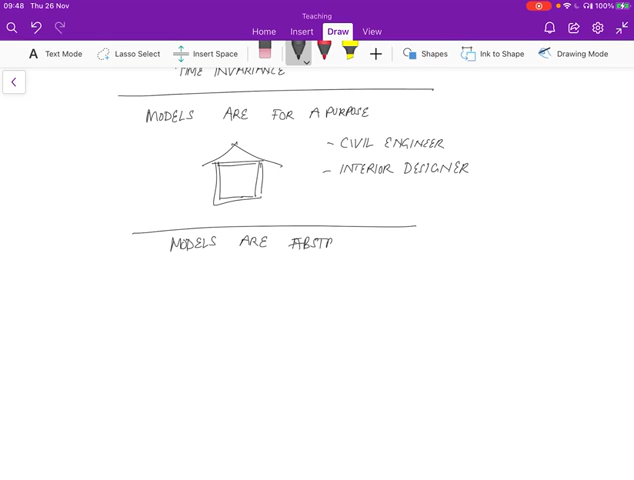 09:48 Thu 26 Nov 100%
Teaching
Home Insert Draw View
A Text Mode Lasso Select Insert Space Shapes Ink to Shape Drawing Mode
TIME INVARIANCE
MODELS ARE FOR A PURPOSE
- CIVIL ENGINEER
- INTERIOR DESIGNER
MODELS ARE ABSTR